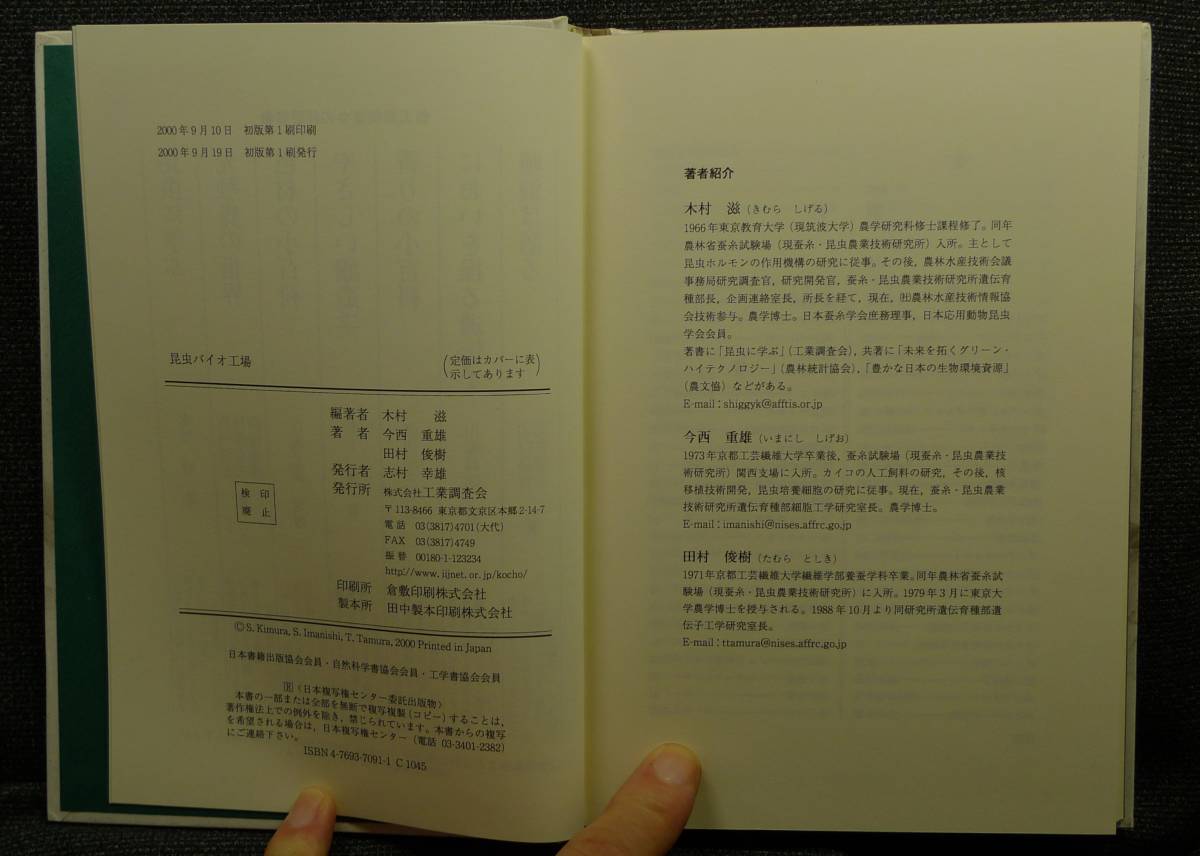 2000年9月10日　初版第1刷印刷
2000年9月19日　初版第1刷発行
昆虫バイオ工場
(定価はカバーに表
示してあります)
編著者　木村　滋
著　者　今西　重雄
田村　俊樹
発行者　志村　幸雄
発行所　株式会社工業調査会
〒113-8466 東京都文京区本郷2-14-7
電話　03(3817)4701(大代)
FAX　03(3817)4749
振替　00180-1-123234
http://www.iijnet.or.jp/kocho/
印刷所　倉敷印刷株式会社
製本所　田中製本印刷株式会社
検印
廃止
Ⓒ S. Kimura, S. Imanishi, T. Tamura, 2000 Printed in Japan
日本書籍出版協会会員・自然科学書協会会員・工学書協会会員
Ⓡ〈日本複写権センター委託出版物〉
本書の一部または全部を無断で複写複製（コピー）することは，
著作権法上での例外を除き，禁じられています。本書からの複写
を希望される場合は，日本複写権センター（電話 03-3401-2382）
にご連絡下さい。
ISBN 4-7693-7091-1 C 1045
著者紹介
木村　滋（きむら　しげる）
1966年東京教育大学（現筑波大学）農学研究科修士課程修了。同年
農林省蚕糸試験場（現蚕糸・昆虫農業技術研究所）入所。主として
昆虫ホルモンの作用機構の研究に従事。その後，農林水産技術会議
事務局研究調査官，研究開発官，蚕糸・昆虫農業技術研究所遺伝育
種部長，企画連絡室長，所長を経て，現在，㈳農林水産技術情報協
会技術参与。農学博士。日本蚕糸学会庶務理事，日本応用動物昆虫
学会会員。
著書に「昆虫に学ぶ」（工業調査会），共著に「未来を拓くグリーン・
ハイテクノロジー」（農林統計協会），「豊かな日本の生物環境資源」
（農文協）などがある。
E-mail：shiggyk@afftis.or.jp
今西　重雄（いまにし　しげお）
1973年京都工芸繊維大学卒業後，蚕糸試験場（現蚕糸・昆虫農業技
術研究所）関西支場に入所。カイコの人工飼料の研究，その後，核
移植技術開発，昆虫培養細胞の研究に従事。現在，蚕糸・昆虫農業
技術研究所遺伝育種部細胞工学研究室長。農学博士。
E-mail：imanishi@nises.affrc.go.jp
田村　俊樹（たむら　としき）
1971年京都工芸繊維大学繊維学部養蚕学科卒業。同年農林省蚕糸試
験場（現蚕糸・昆虫農業技術研究所）に入所。1979年3月に東京大
学農学博士を授与される。1988年10月より同研究所遺伝育種部遺
伝子工学研究室長。
E-mail：ttamura@nises.affrc.go.jp